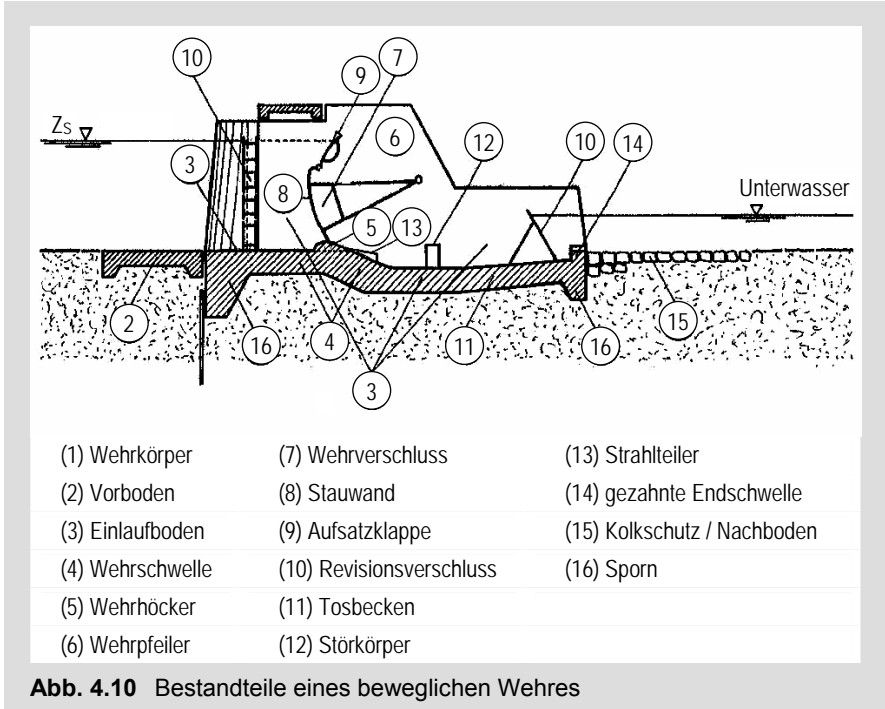 10 7
9
Zs
6
12 10 14
3
Unterwasser
8
5 13
2 16 4 11 16 15
3
(1) Wehrkörper (7) Wehrverschluss (13) Strahlteiler
(2) Vorboden (8) Stauwand (14) gezahnte Endschwelle
(3) Einlaufboden (9) Aufsatzklappe (15) Kolkschutz / Nachboden
(4) Wehrschwelle (10) Revisionsverschluss (16) Sporn
(5) Wehrhöcker (11) Tosbecken
(6) Wehrpfeiler (12) Störkörper
Abb. 4.10 Bestandteile eines beweglichen Wehres